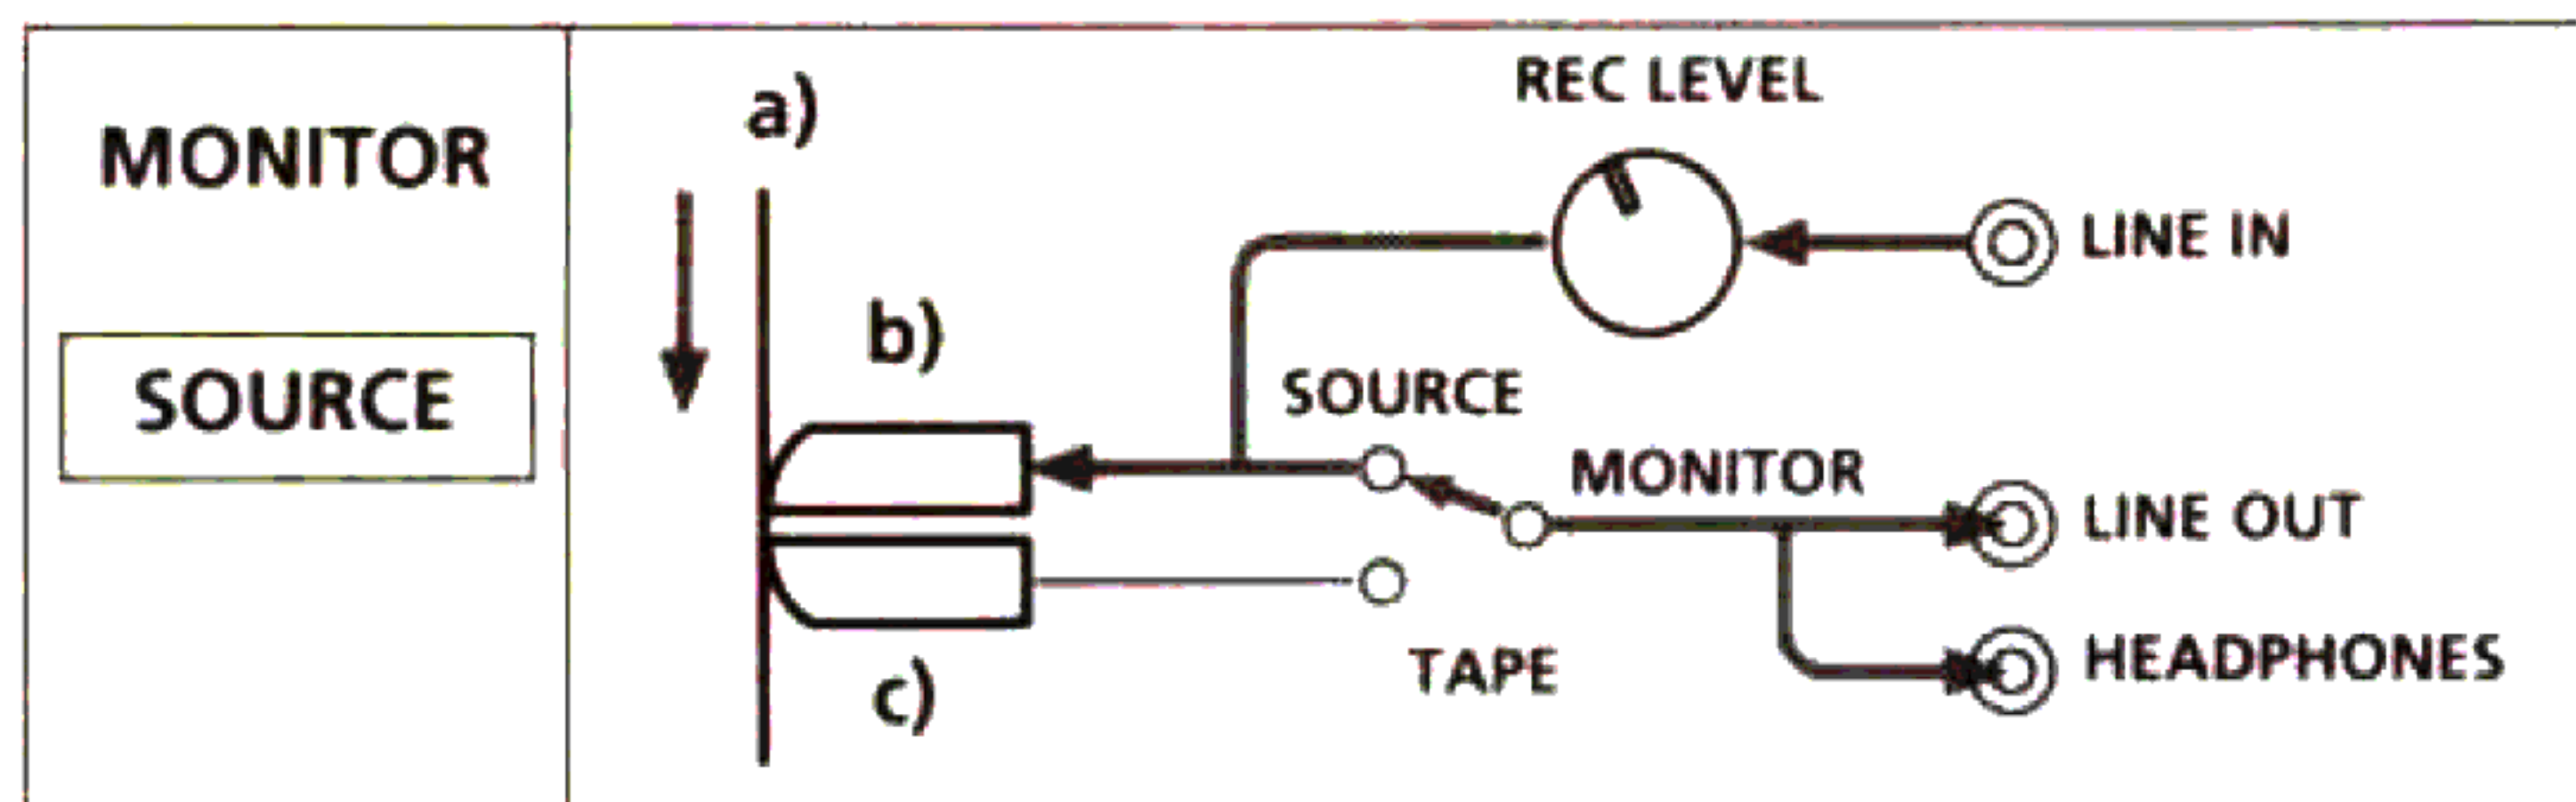 MONITOR
SOURCE
a)
REC LEVEL
LINE IN
b)
SOURCE
MONITOR
LINE OUT
TAPE
HEADPHONES
c)